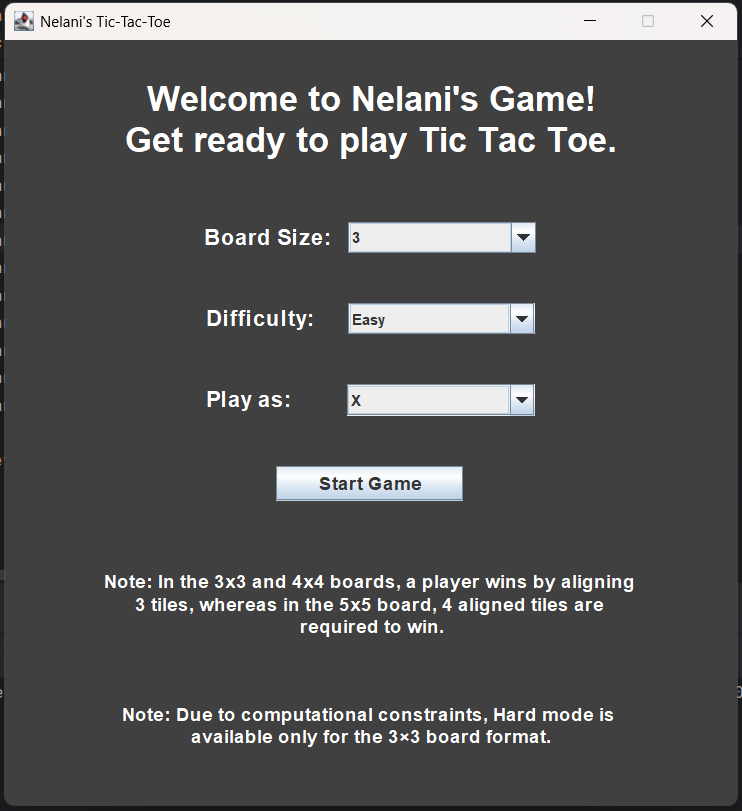 Nelani's Tic-Tac-Toe
Welcome to Nelani's Game!
Get ready to play Tic Tac Toe.
Board Size: 3
Difficulty: Easy
Play as: X
Start Game
Note: In the 3x3 and 4x4 boards, a player wins by aligning
3 tiles, whereas in the 5x5 board, 4 aligned tiles are
required to win.
Note: Due to computational constraints, Hard mode is
available only for the 3×3 board format.